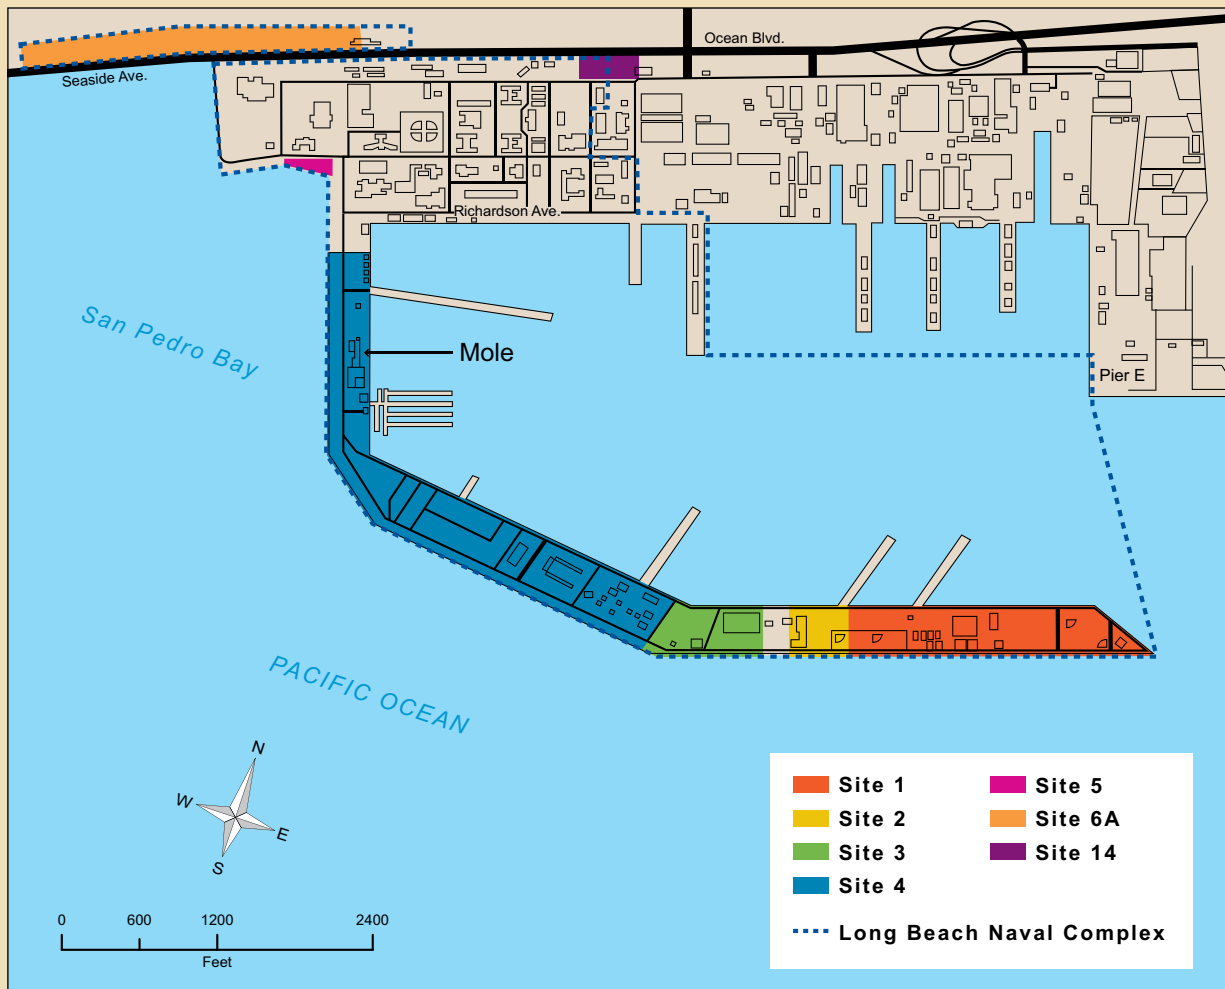 Ocean Blvd.
Seaside Ave.
Richardson Ave.
San Pedro Bay
Mole
Pier E
PACIFIC OCEAN
N
W
E
S
0 600 1200 2400
Feet
Site 1
Site 2
Site 3
Site 4
Site 5
Site 6A
Site 14
Long Beach Naval Complex